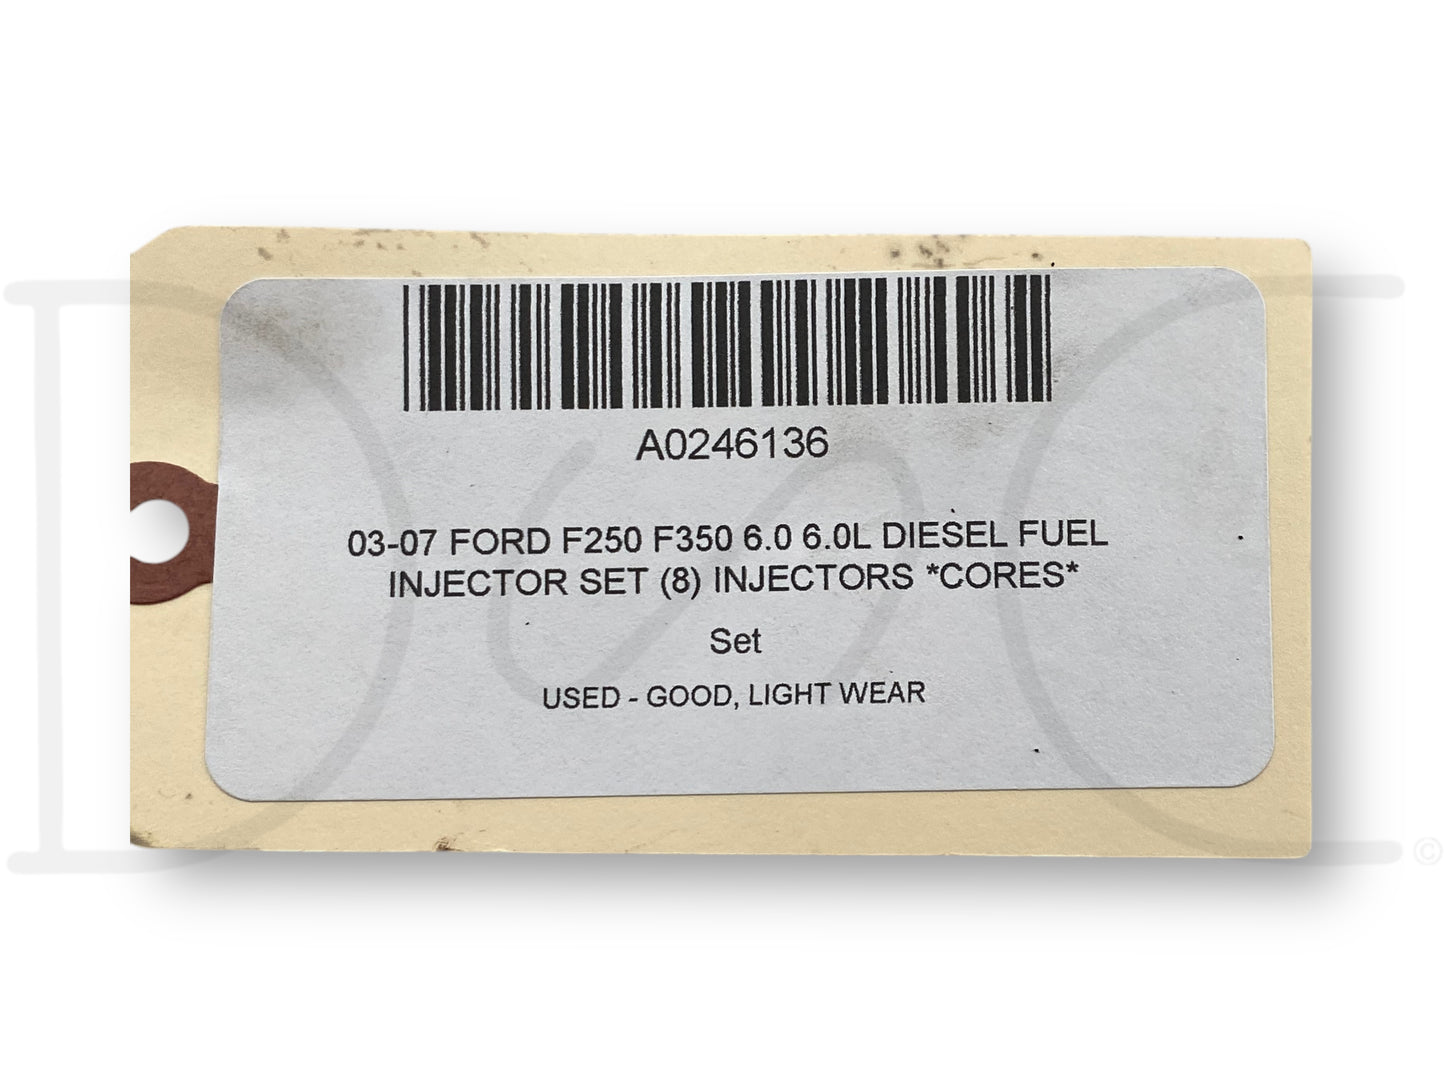 A0246136
03-07 FORD F250 F350 6.0 6.0L DIESEL FUEL
INJECTOR SET (8) INJECTORS *CORES*
Set
USED - GOOD, LIGHT WEAR
©